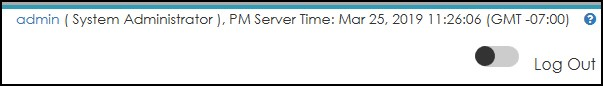 admin ( System Administrator ), PM Server Time: Mar 25, 2019 11:26:06 (GMT -07:00) ?
Log Out